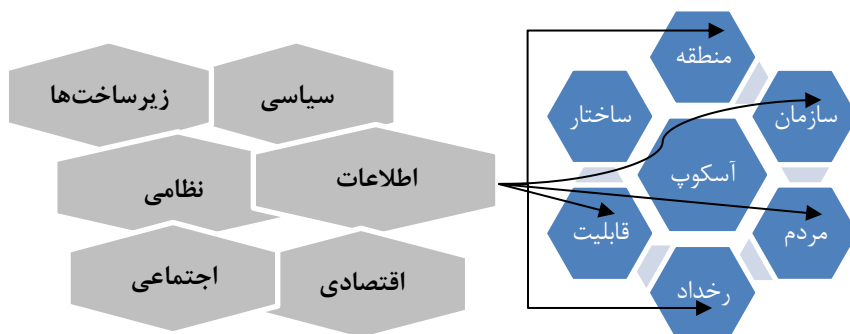 منطقه
سازمان
ساختار
آسکوپ
مردم
قابلیت
رخداد
سیاسی
زیرساخت‌ها
اطلاعات
نظامی
اقتصادی
اجتماعی